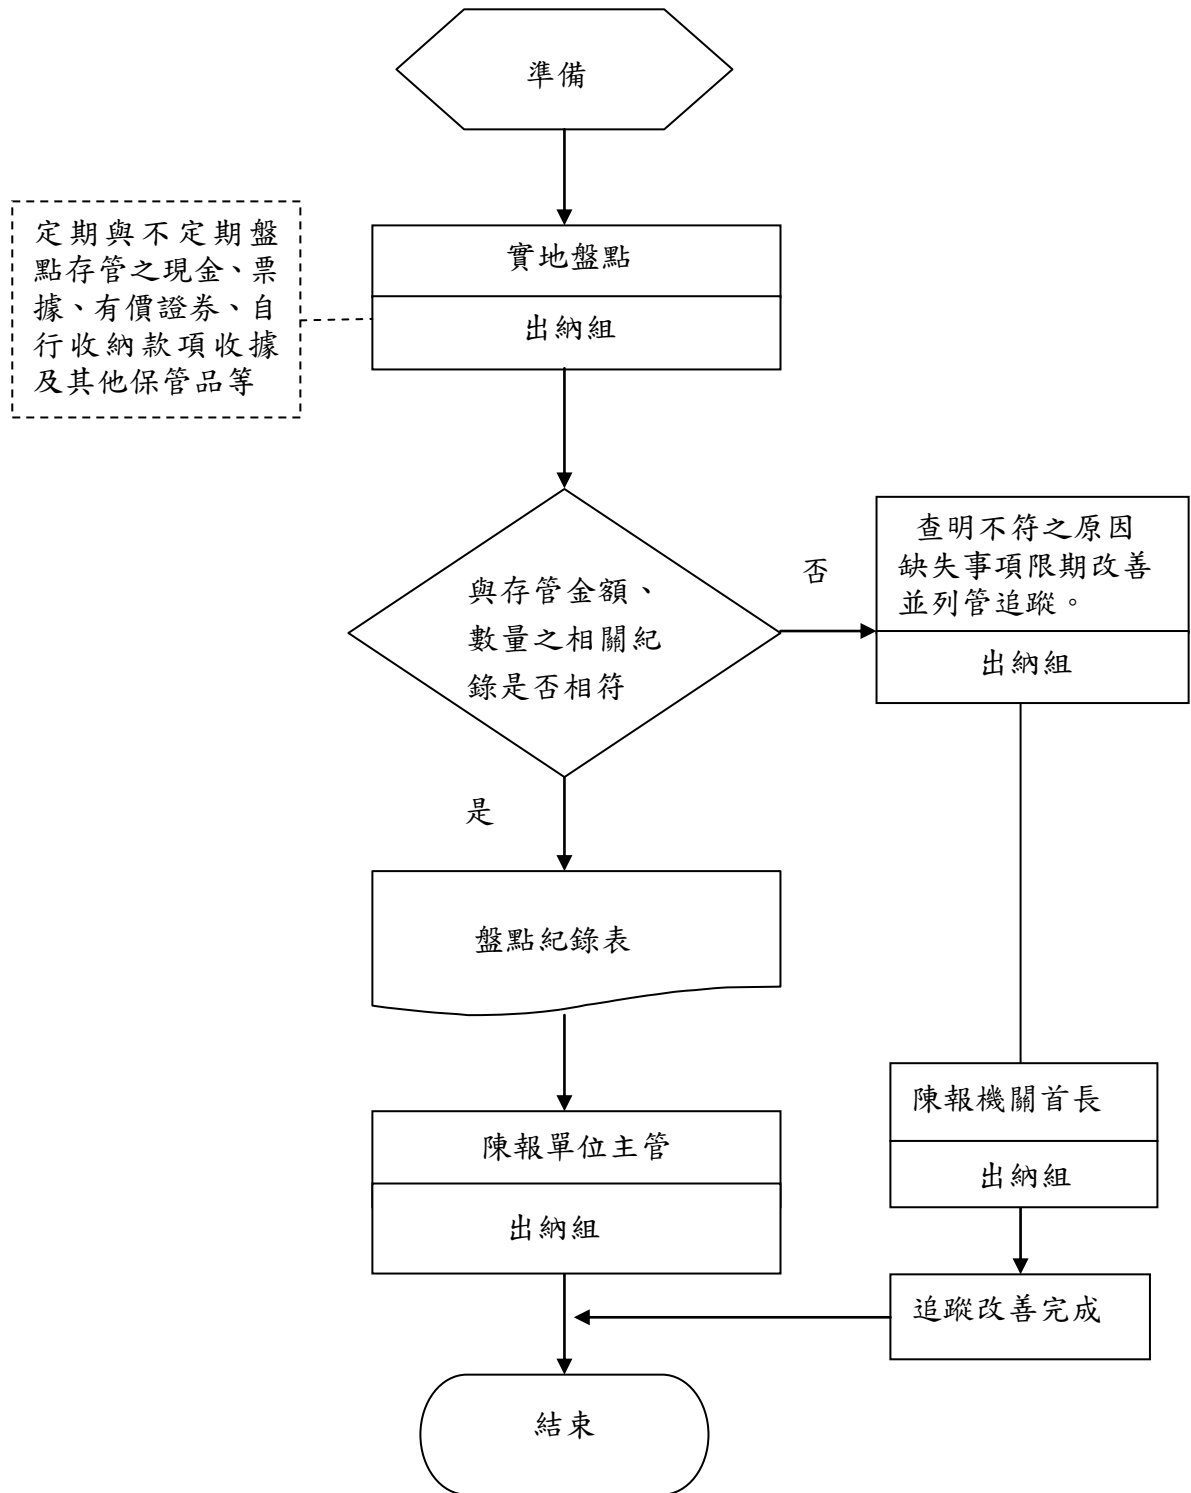 準備
定期與不定期盤
點存管之現金、票
據、有價證券、自
行收納款項收據
及其他保管品等
實地盤點
出納組
與存管金額、
數量之相關紀
錄是否相符
否
查明不符之原因
缺失事項限期改善
並列管追蹤。
出納組
是
盤點紀錄表
陳報機關首長
出納組
陳報單位主管
出納組
追蹤改善完成
結束